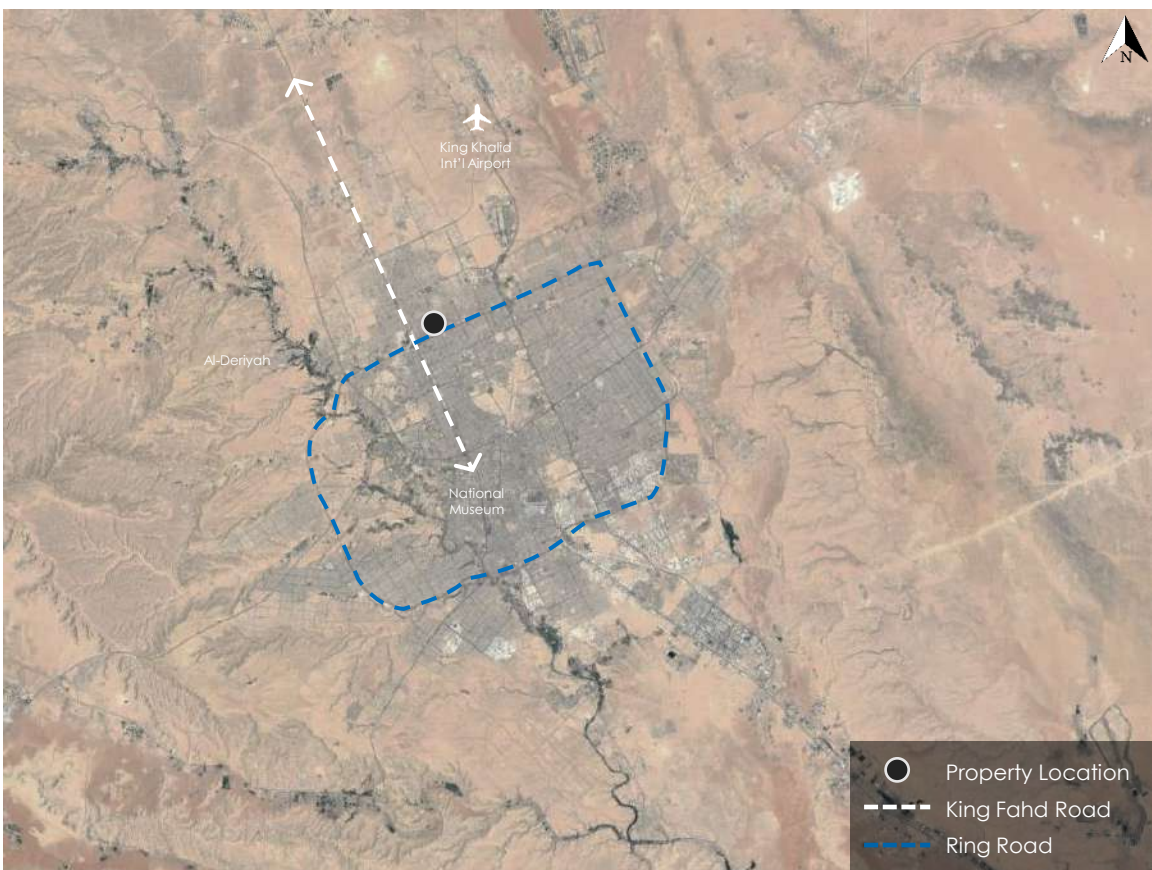 N
King Khalid
Int'l Airport
Al-Deriyah
National
Museum
Property Location
King Fahd Road
Ring Road